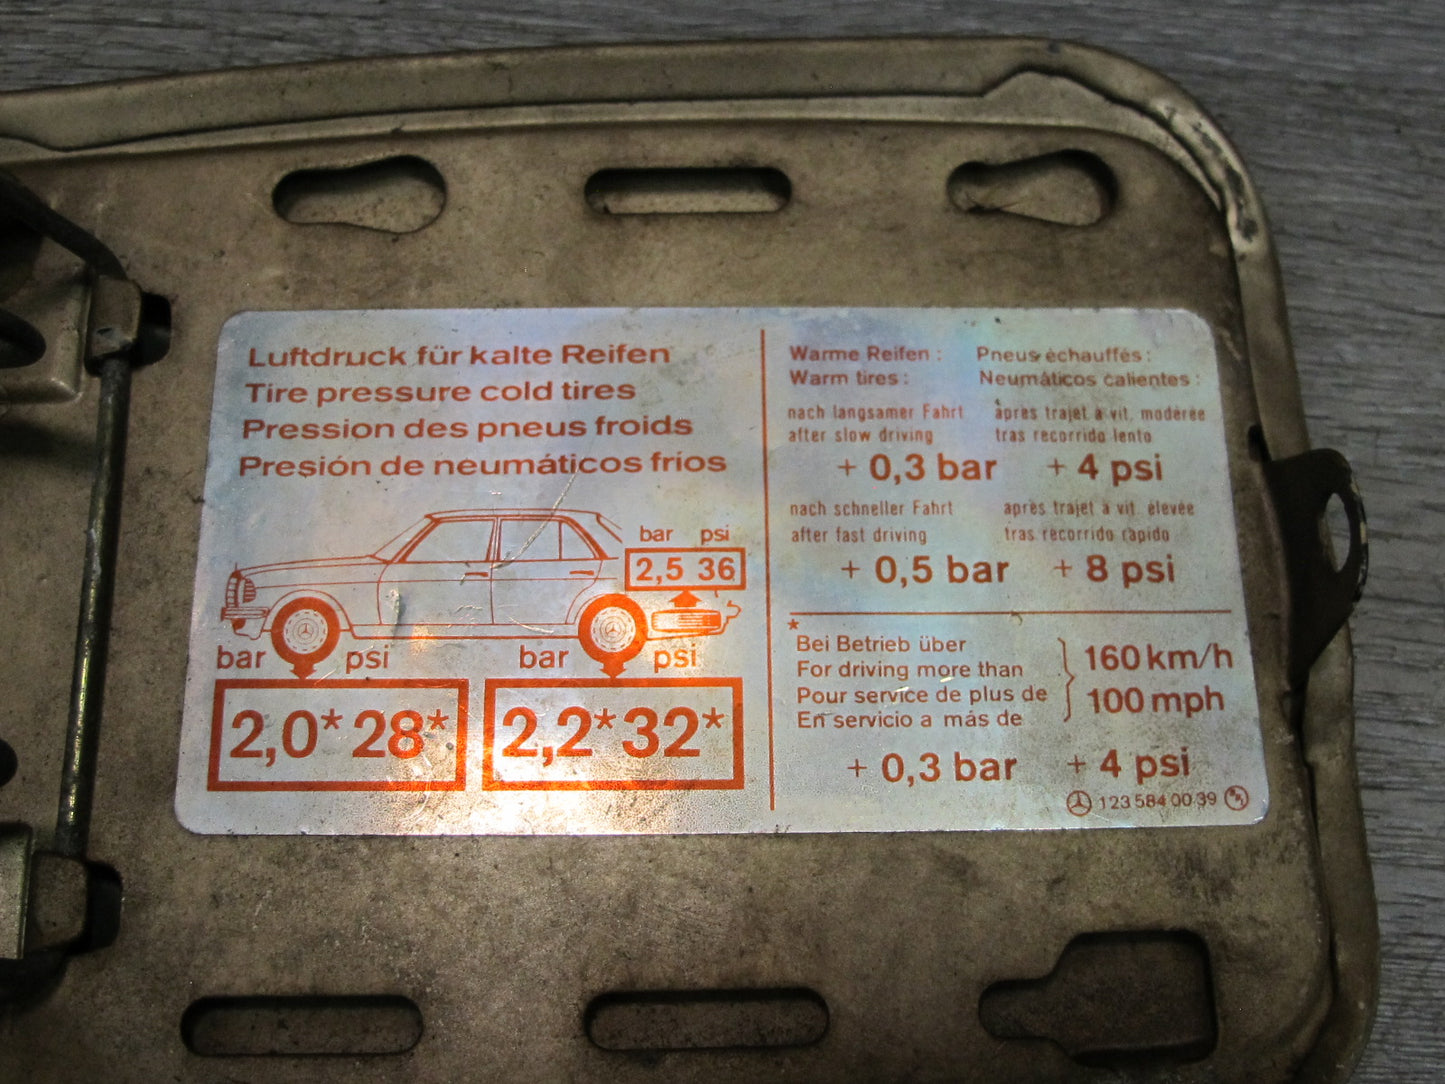 Luftdruck für kalte Reifen
Tire pressure cold tires
Pression des pneus froids
Presión de neumáticos fríos
bar psi
2,5 36
bar psi
2,0* 28*
bar psi
2,2* 32*
Warme Reifen :
Warm tires :
Pneus échauffés :
Neumáticos calientes :
nach langsamer Fahrt
after slow driving
après trajet à vit. modérée
tras recorrido lento
+ 0,3 bar + 4 psi
nach schneller Fahrt
after fast driving
après trajet à vit. élevée
tras recorrido rápido
+ 0,5 bar + 8 psi
*
Bei Betrieb über
For driving more than
Pour service de plus de
En servicio a más de
160 km/h
100 mph
+ 0,3 bar + 4 psi
123 584 00 39